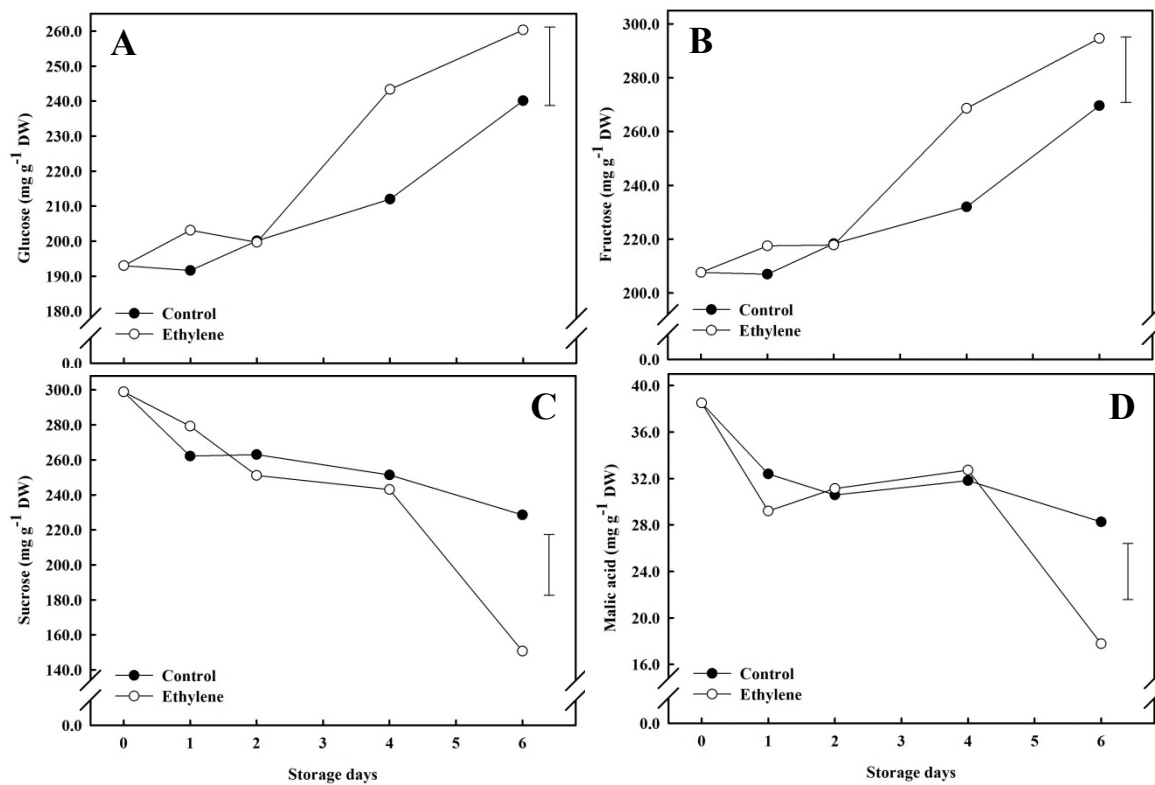 A
Glucose (mg g-1 DW)
260.0
250.0
240.0
230.0
220.0
210.0
200.0
190.0
180.0
0.0
Control
Ethylene
B
Fructose (mg g-1 DW)
300.0
280.0
260.0
240.0
220.0
200.0
0.0
Control
Ethylene
C
Sucrose (mg g-1 DW)
300.0
280.0
260.0
240.0
220.0
200.0
180.0
160.0
140.0
0.0
Control
Ethylene
0 1 2 4 6
Storage days
D
Malic acid (mg g-1 DW)
40.0
36.0
32.0
28.0
24.0
20.0
16.0
0.0
Control
Ethylene
0 1 2 4 6
Storage days